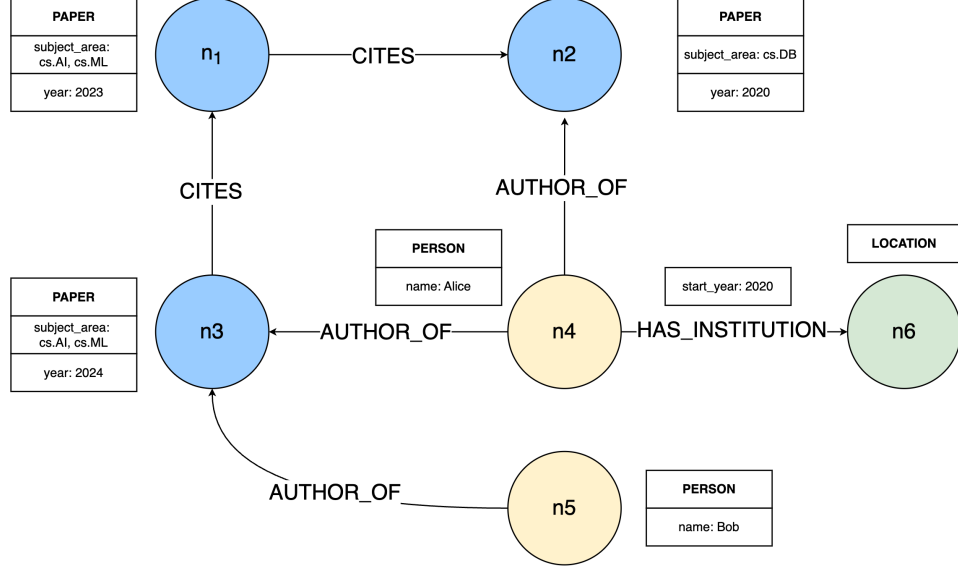 PAPER
subject_area:
cs.AI, cs.ML
year: 2023
n1
CITES
n2
PAPER
subject_area: cs.DB
year: 2020
CITES
AUTHOR_OF
PERSON
name: Alice
LOCATION
PAPER
subject_area:
cs.AI, cs.ML
year: 2024
n3
AUTHOR_OF
n4
start_year: 2020
HAS_INSTITUTION
n6
AUTHOR_OF
n5
PERSON
name: Bob